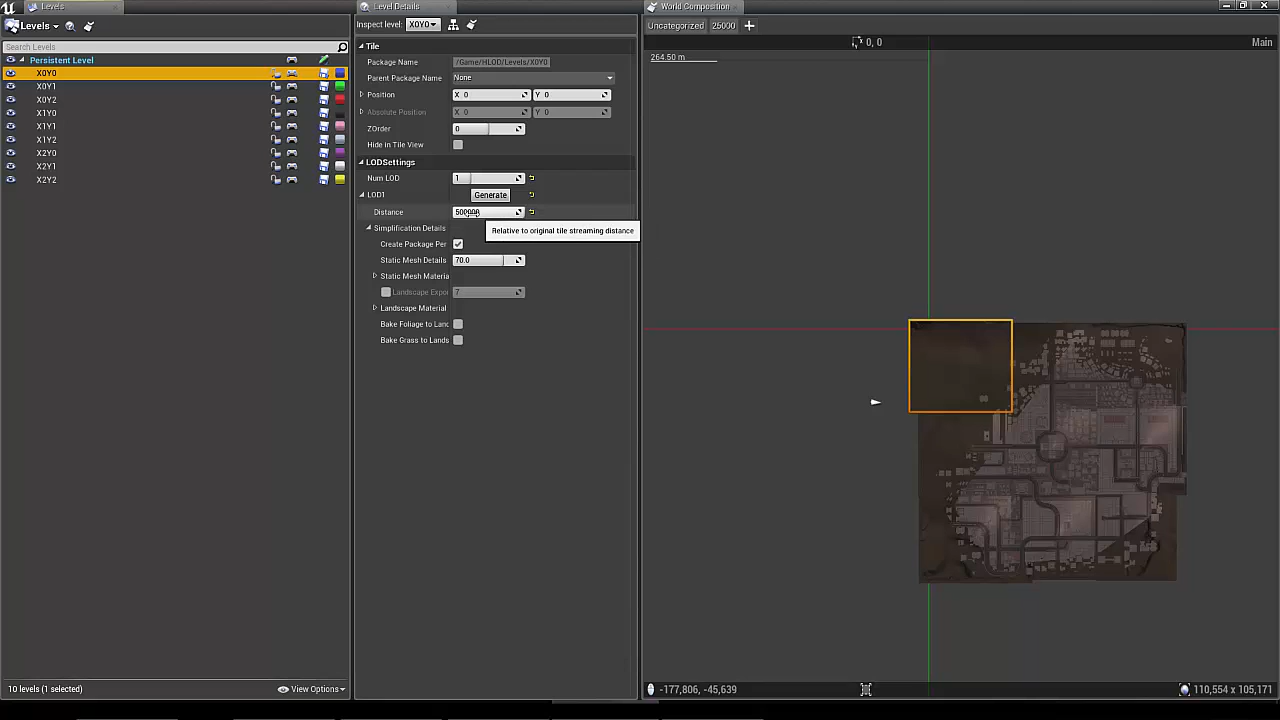 Levels
Levels
Search Levels
Persistent Level
X0Y0
X0Y1
X0Y2
X1Y0
X1Y1
X1Y2
X2Y0
X2Y1
X2Y2
10 levels (1 selected)
View Options
Level Details
Inspect level: X0Y0
Tile
Package Name /Game/HLOD/Levels/X0Y0
Parent Package Name None
Position X 0 Y 0
Absolute Position X 0 Y 0
ZOrder 0
Hide in Tile View
LODSettings
Num LOD 1
LOD1 Generate
Distance 500000
Relative to original tile streaming distance
Simplification Details
Create Package Per
Static Mesh Details 70.0
Static Mesh Materia
Landscape Expo 7
Landscape Material
Bake Foliage to Lanc
Bake Grass to Lands
World Composition
Uncategorized 25000
0, 0 Main
264.50 m
-177,806, -45,639
110,554 x 105,171